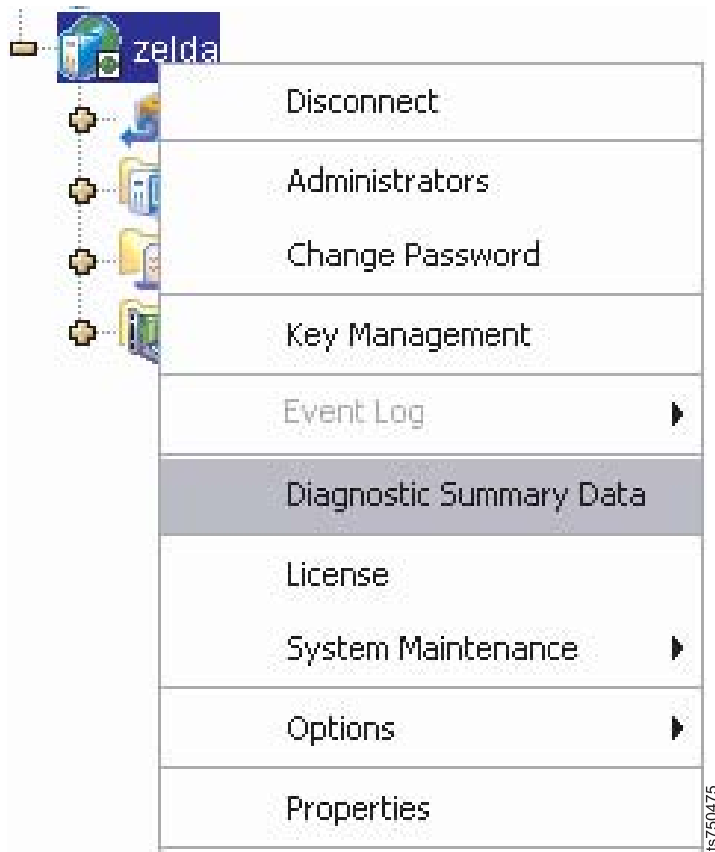 zelda
Disconnect
Administrators
Change Password
Key Management
Event Log
Diagnostic Summary Data
License
System Maintenance
Options
Properties
ts750475